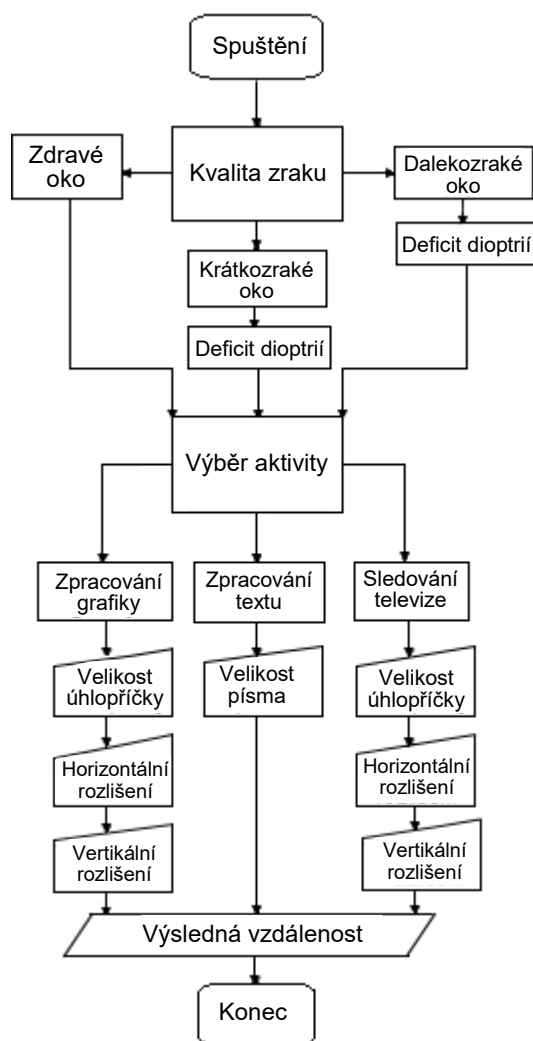 Spuštění
Zdravé
oko
Kvalita zraku
Dalekozraké
oko
Deficit dioptrií
Krátkozraké
oko
Deficit dioptrií
Výběr aktivity
Zpracování
grafiky
Zpracování
textu
Sledování
televize
Velikost
úhlopříčky
Velikost
písma
Velikost
úhlopříčky
Horizontální
rozlišení
Horizontální
rozlišení
Vertikální
rozlišení
Vertikální
rozlišení
Výsledná vzdálenost
Konec